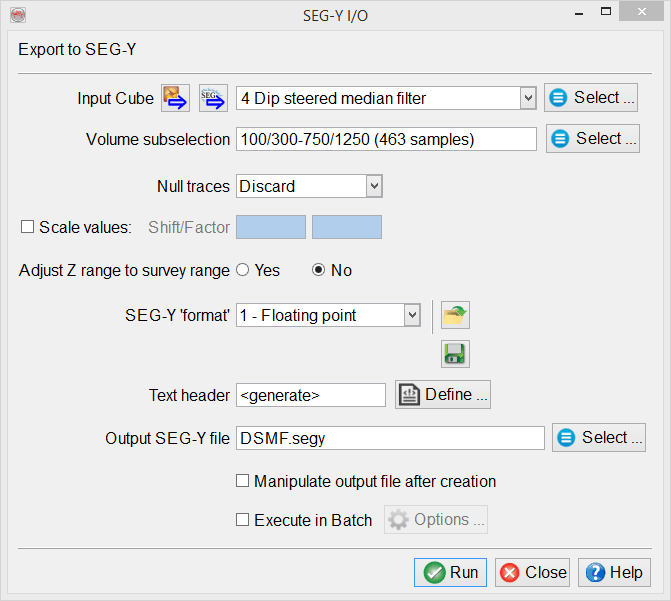 SEG-Y I/O
Export to SEG-Y
Input Cube SEG 4 Dip steered median filter Select ...
Volume subselection 100/300-750/1250 (463 samples) Select ...
Null traces Discard
Scale values: Shift/Factor
Adjust Z range to survey range Yes No
SEG-Y 'format' 1 - Floating point
Text header <generate> Define ...
Output SEG-Y file DSMF.segy Select ...
Manipulate output file after creation
Execute in Batch Options ...
Run Close Help